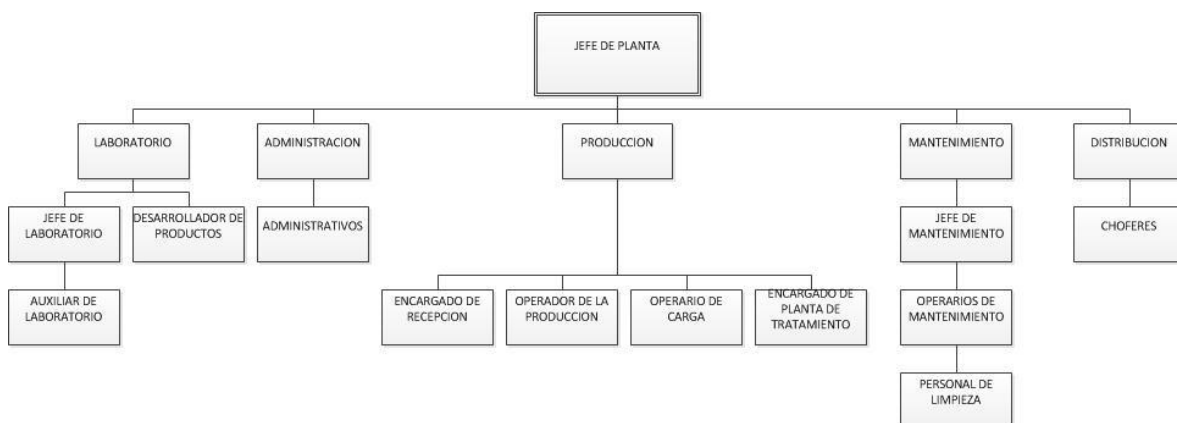 JEFE DE PLANTA
LABORATORIO
ADMINISTRACION
PRODUCCION
MANTENIMIENTO
DISTRIBUCION
JEFE DE
LABORATORIO
DESARROLLADOR DE
PRODUCTOS
ADMINISTRATIVOS
JEFE DE
MANTENIMIENTO
CHOFERES
AUXILIAR DE
LABORATORIO
ENCARGADO DE
RECEPCION
OPERADOR DE LA
PRODUCCION
OPERARIO DE
CARGA
ENCARGADO DE
PLANTA DE
TRATAMIENTO
OPERARIOS DE
MANTENIMIENTO
PERSONAL DE
LIMPIEZA